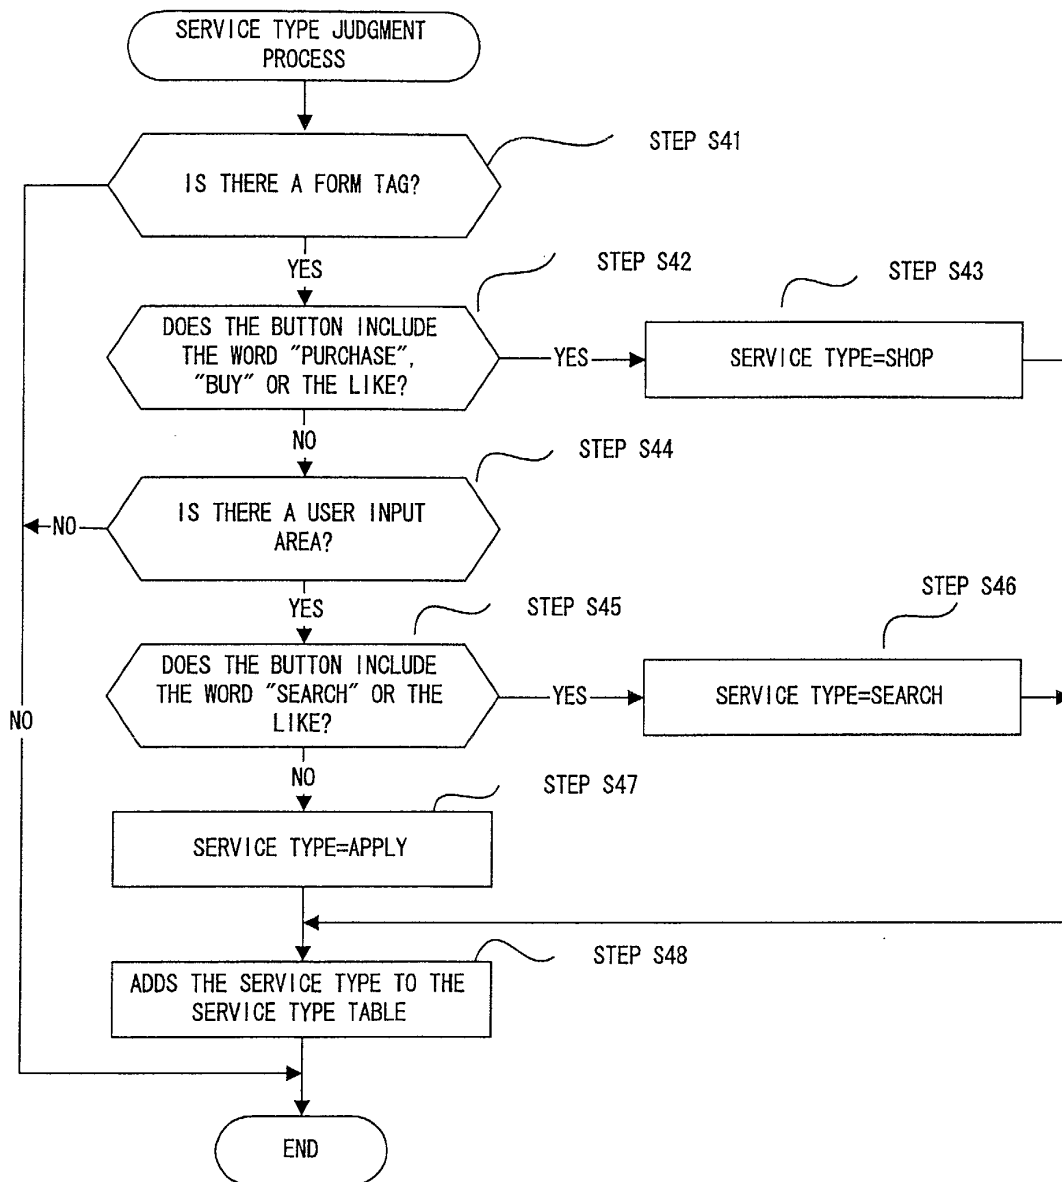 SERVICE TYPE JUDGMENT
PROCESS
STEP S41
IS THERE A FORM TAG?
YES
STEP S42
STEP S43
DOES THE BUTTON INCLUDE
THE WORD "PURCHASE",
"BUY" OR THE LIKE?
YES
SERVICE TYPE=SHOP
NO
STEP S44
IS THERE A USER INPUT
AREA?
NO
YES
STEP S45
STEP S46
DOES THE BUTTON INCLUDE
THE WORD "SEARCH" OR THE
LIKE?
YES
SERVICE TYPE=SEARCH
NO
NO
STEP S47
SERVICE TYPE=APPLY
STEP S48
ADDS THE SERVICE TYPE TO THE
SERVICE TYPE TABLE
END